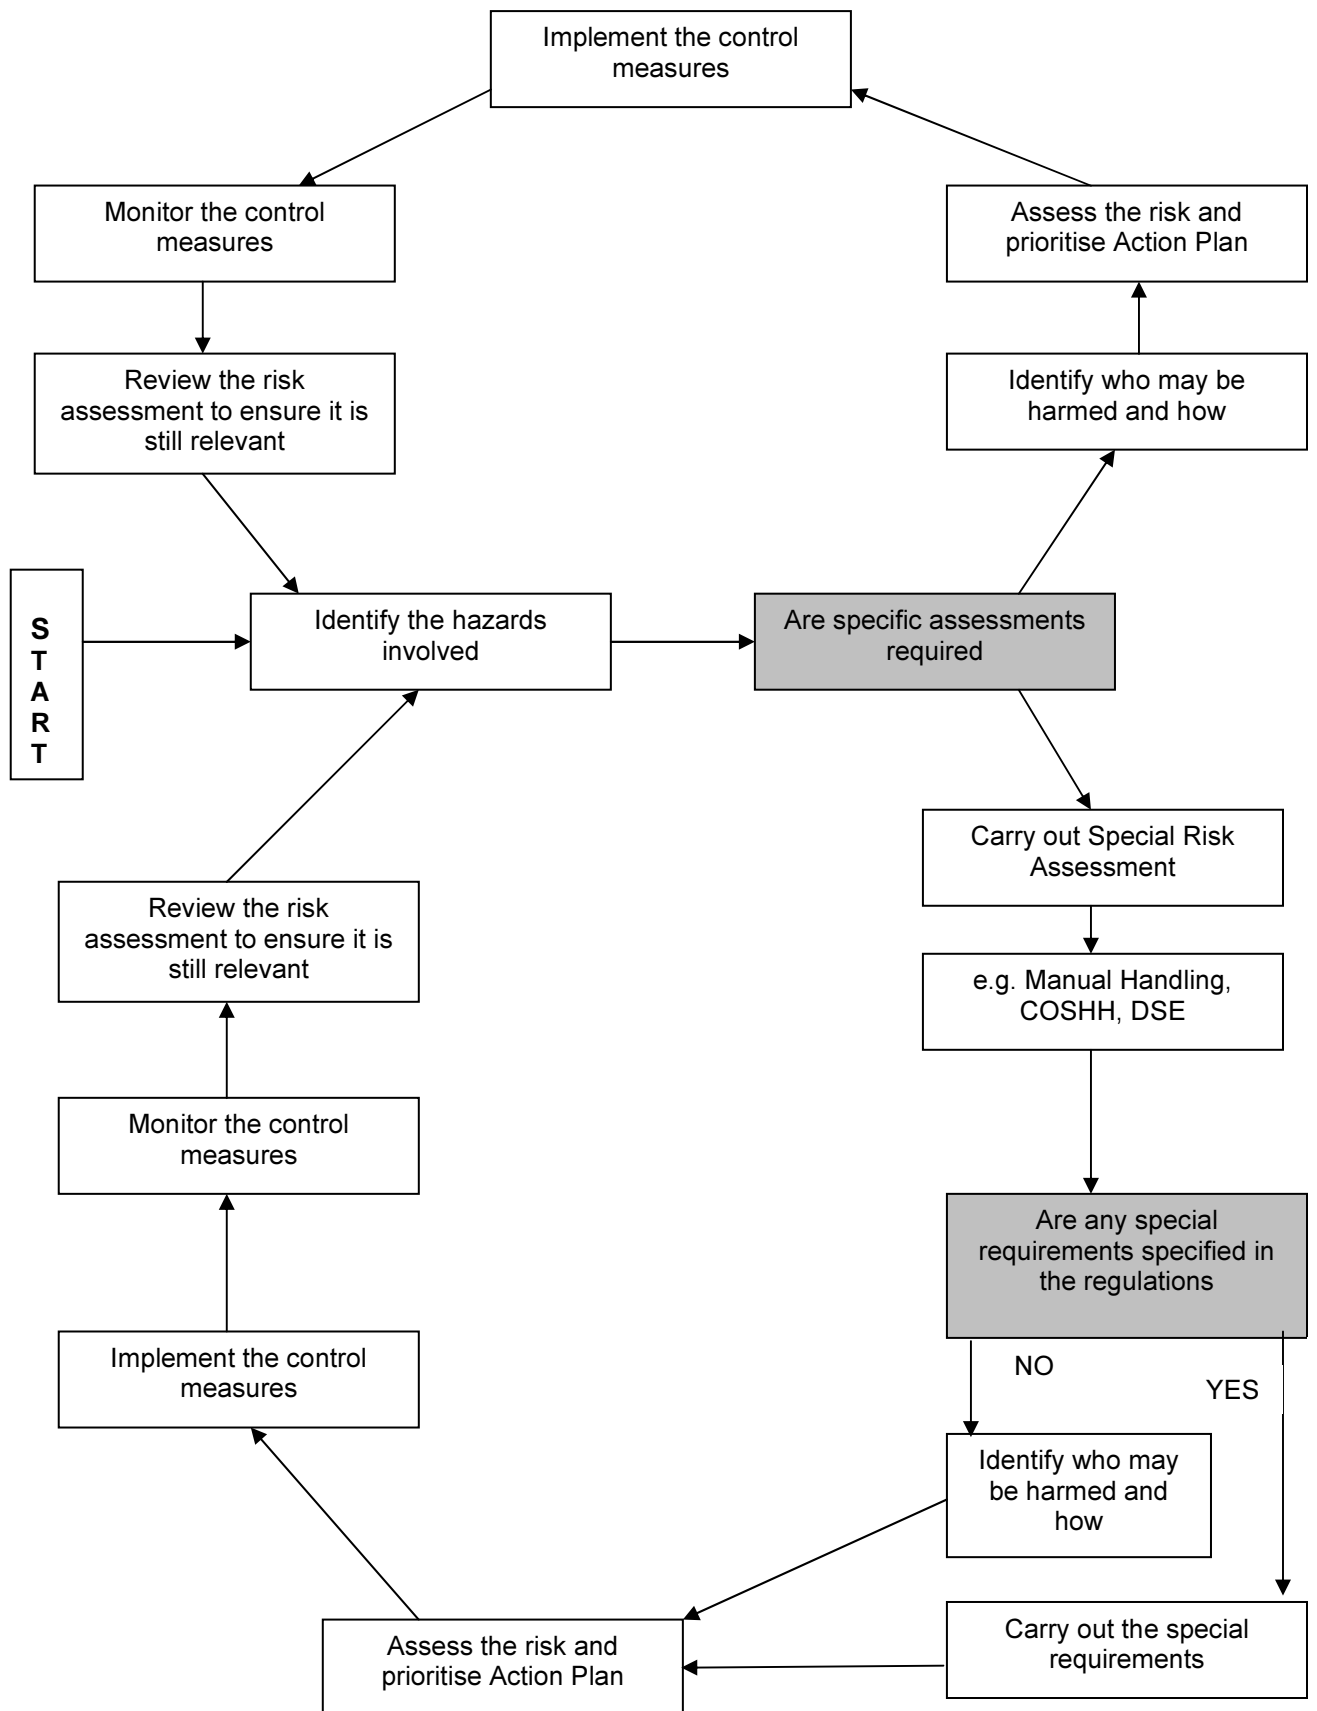 Implement the control
measures
Monitor the control
measures
Assess the risk and
prioritise Action Plan
Review the risk
assessment to ensure it is
still relevant
Identify who may be
harmed and how
S
T
A
R
T
Identify the hazards
involved
Are specific assessments
required
Carry out Special Risk
Assessment
Review the risk
assessment to ensure it is
still relevant
e.g. Manual Handling,
COSHH, DSE
Monitor the control
measures
Are any special
requirements specified in
the regulations
Implement the control
measures
NO
YES
Identify who may
be harmed and
how
Assess the risk and
prioritise Action Plan
Carry out the special
requirements